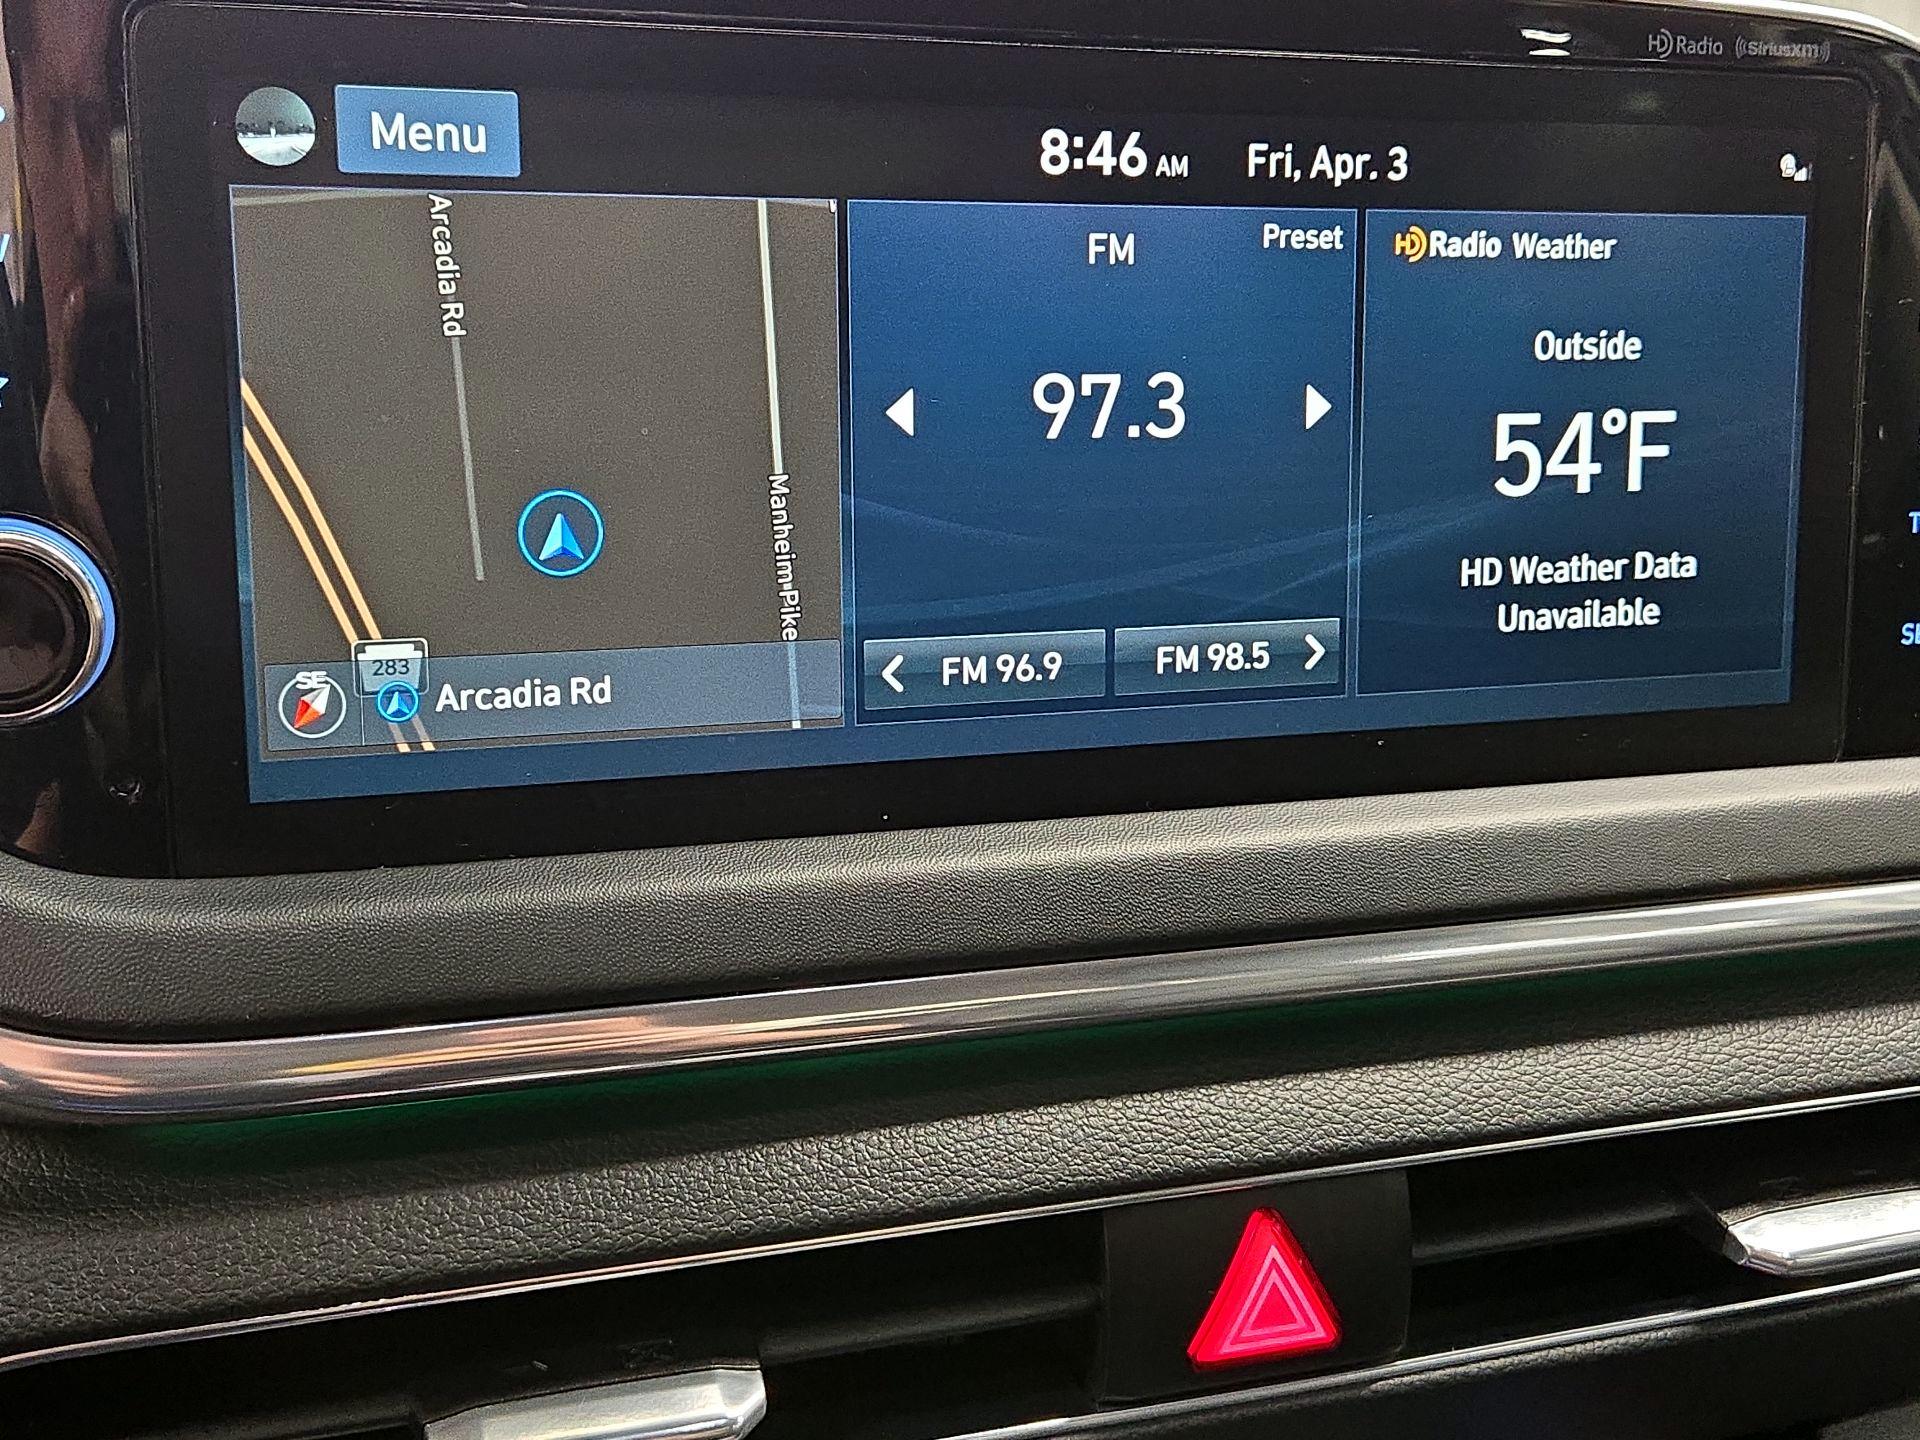 HD Radio ((SiriusXM))
Menu
8:46 AM
Fri, Apr. 3
Arcadia Rd
Manheim Pike
283
SE
Arcadia Rd
FM
Preset
97.3
FM 96.9
FM 98.5
HD Radio Weather
Outside
54°F
HD Weather Data
Unavailable